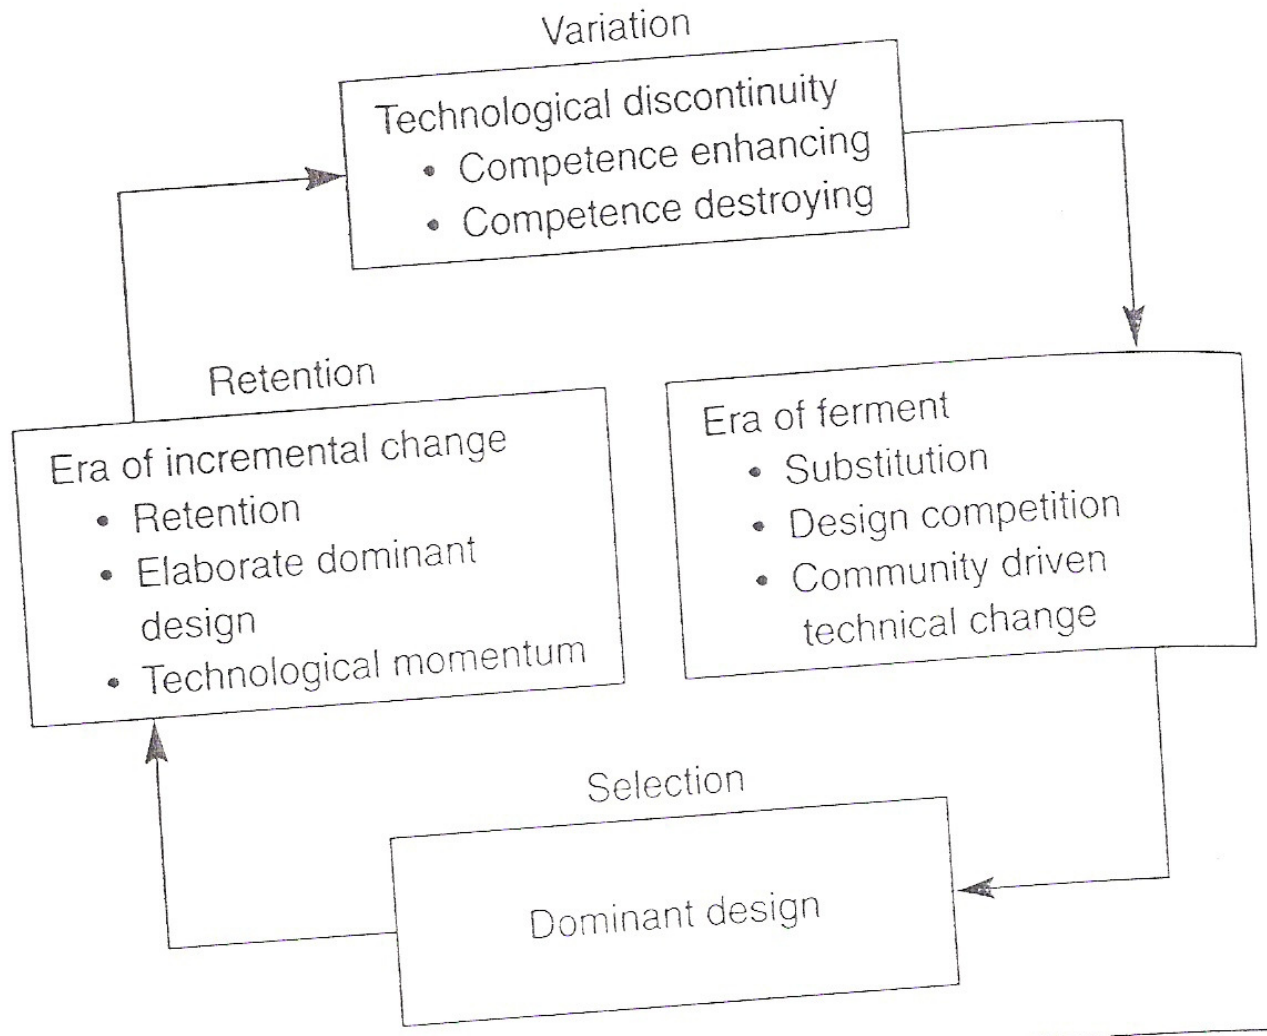 Variation
Technological discontinuity
• Competence enhancing
• Competence destroying
Retention
Era of incremental change
• Retention
• Elaborate dominant
design
• Technological momentum
Era of ferment
• Substitution
• Design competition
• Community driven
technical change
Selection
Dominant design